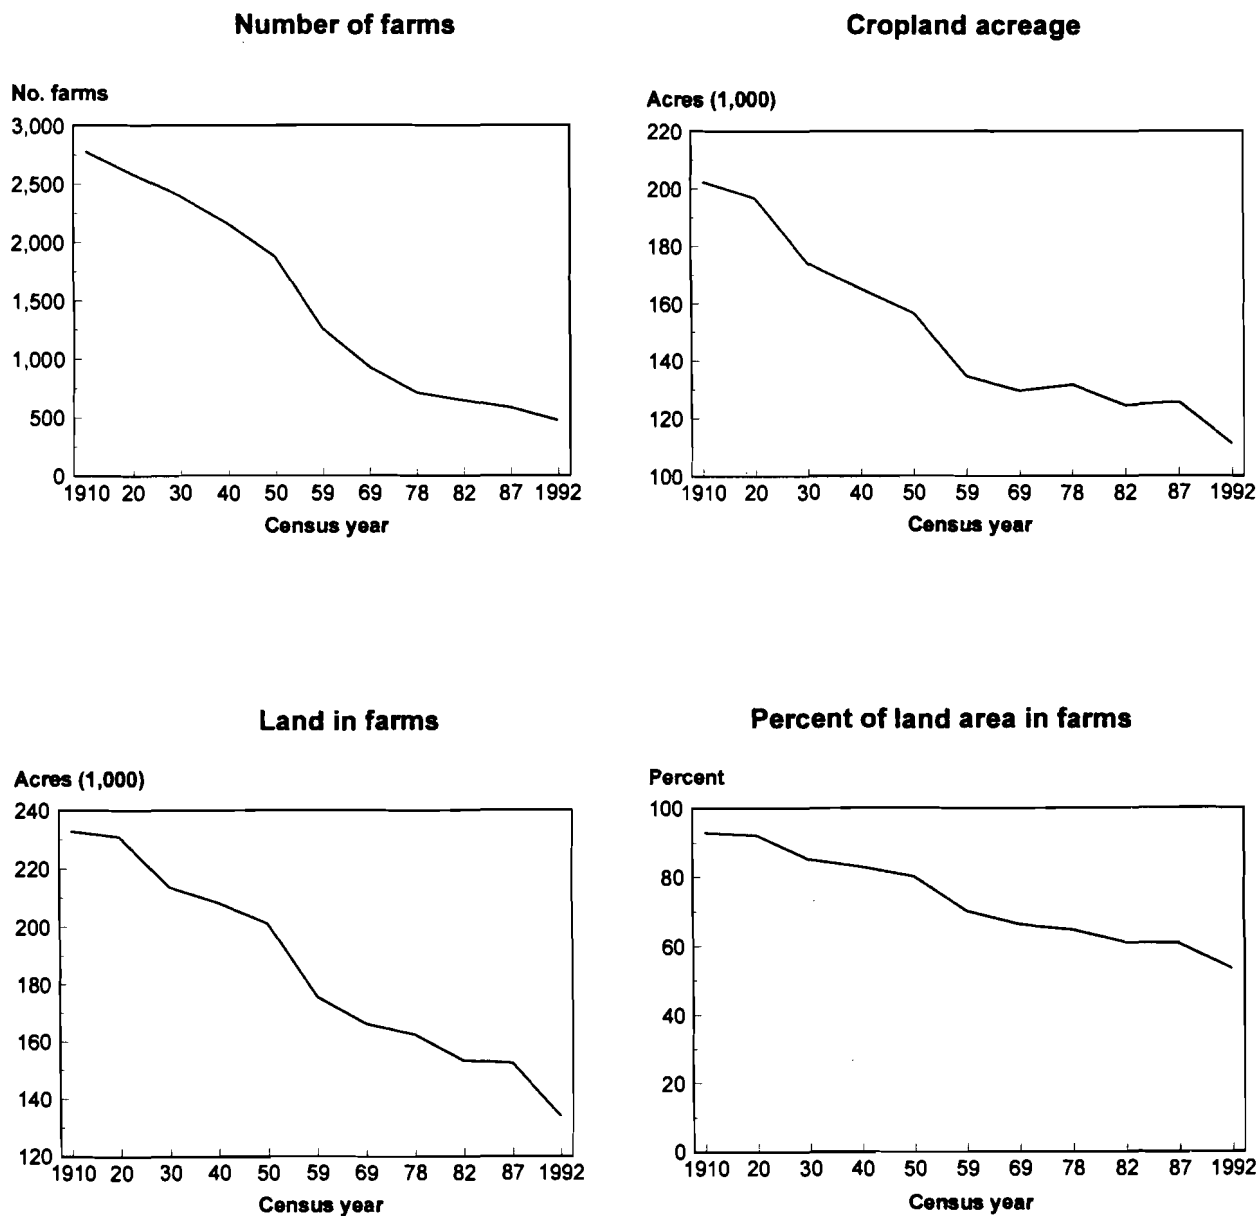 Number of farms
No. farms
3,000
2,500
2,000
1,500
1,000
500
0
1910 20 30 40 50 59 69 78 82 87 1992
Census year
Cropland acreage
Acres (1,000)
220
200
180
160
140
120
100
1910 20 30 40 50 59 69 78 82 87 1992
Census year
Land in farms
Acres (1,000)
240
220
200
180
160
140
120
1910 20 30 40 50 59 69 78 82 87 1992
Census year
Percent of land area in farms
Percent
100
80
60
40
20
0
1910 20 30 40 50 59 69 78 82 87 1992
Census year